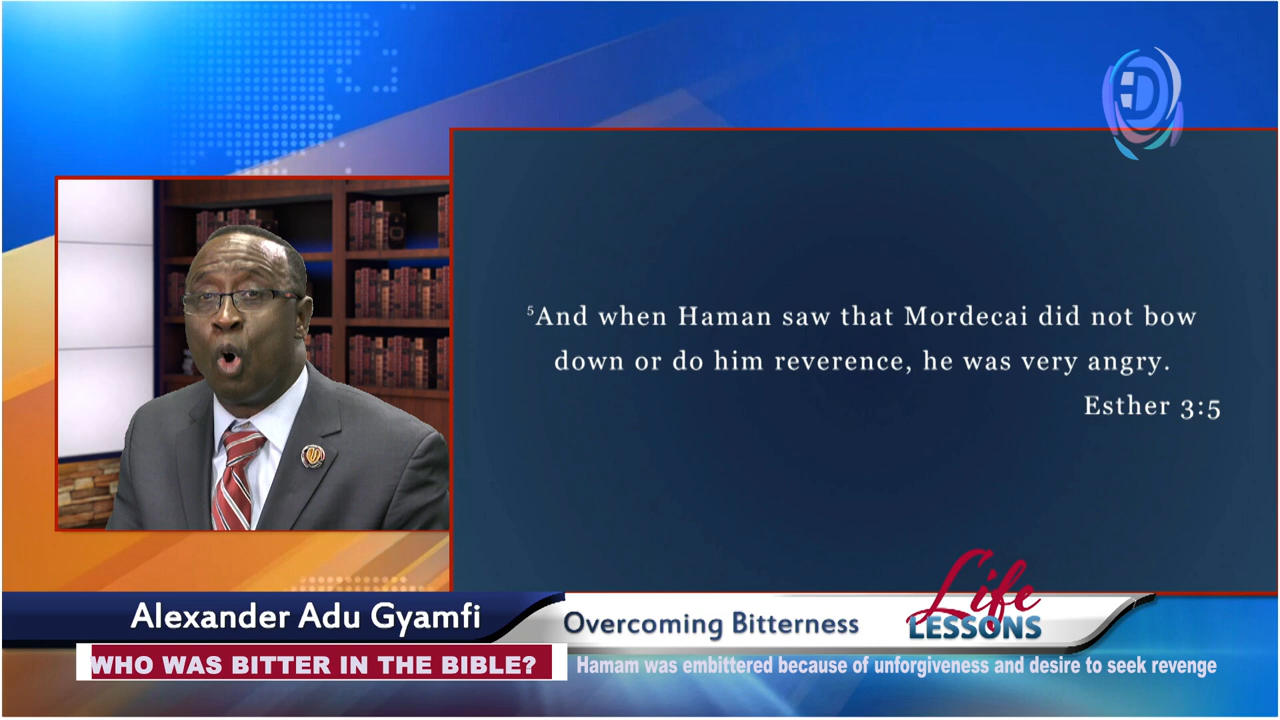 ⁵And when Haman saw that Mordecai did not bow
down or do him reverence, he was very angry.
Esther 3:5
Alexander Adu Gyamfi
Overcoming Bitterness
Life
LESSONS
WHO WAS BITTER IN THE BIBLE?
Hamam was embittered because of unforgiveness and desire to seek revenge